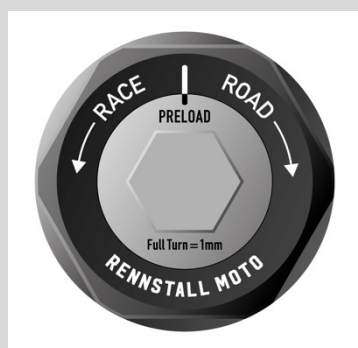 RACE
ROAD
PRELOAD
Full Turn = 1mm
RENNSTALL MOTO